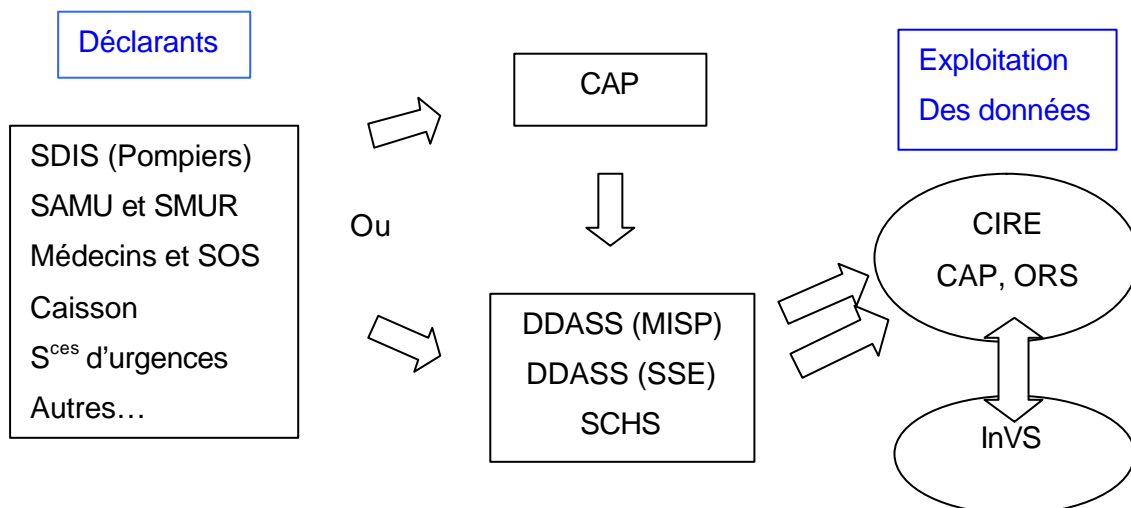 Déclarants
SDIS (Pompiers)
SAMU et SMUR
Médecins et SOS
Caisson
Sces d'urgences
Autres…
Ou
CAP
DDASS (MISP)
DDASS (SSE)
SCHS
Exploitation
Des données
CIRE
CAP, ORS
InVS